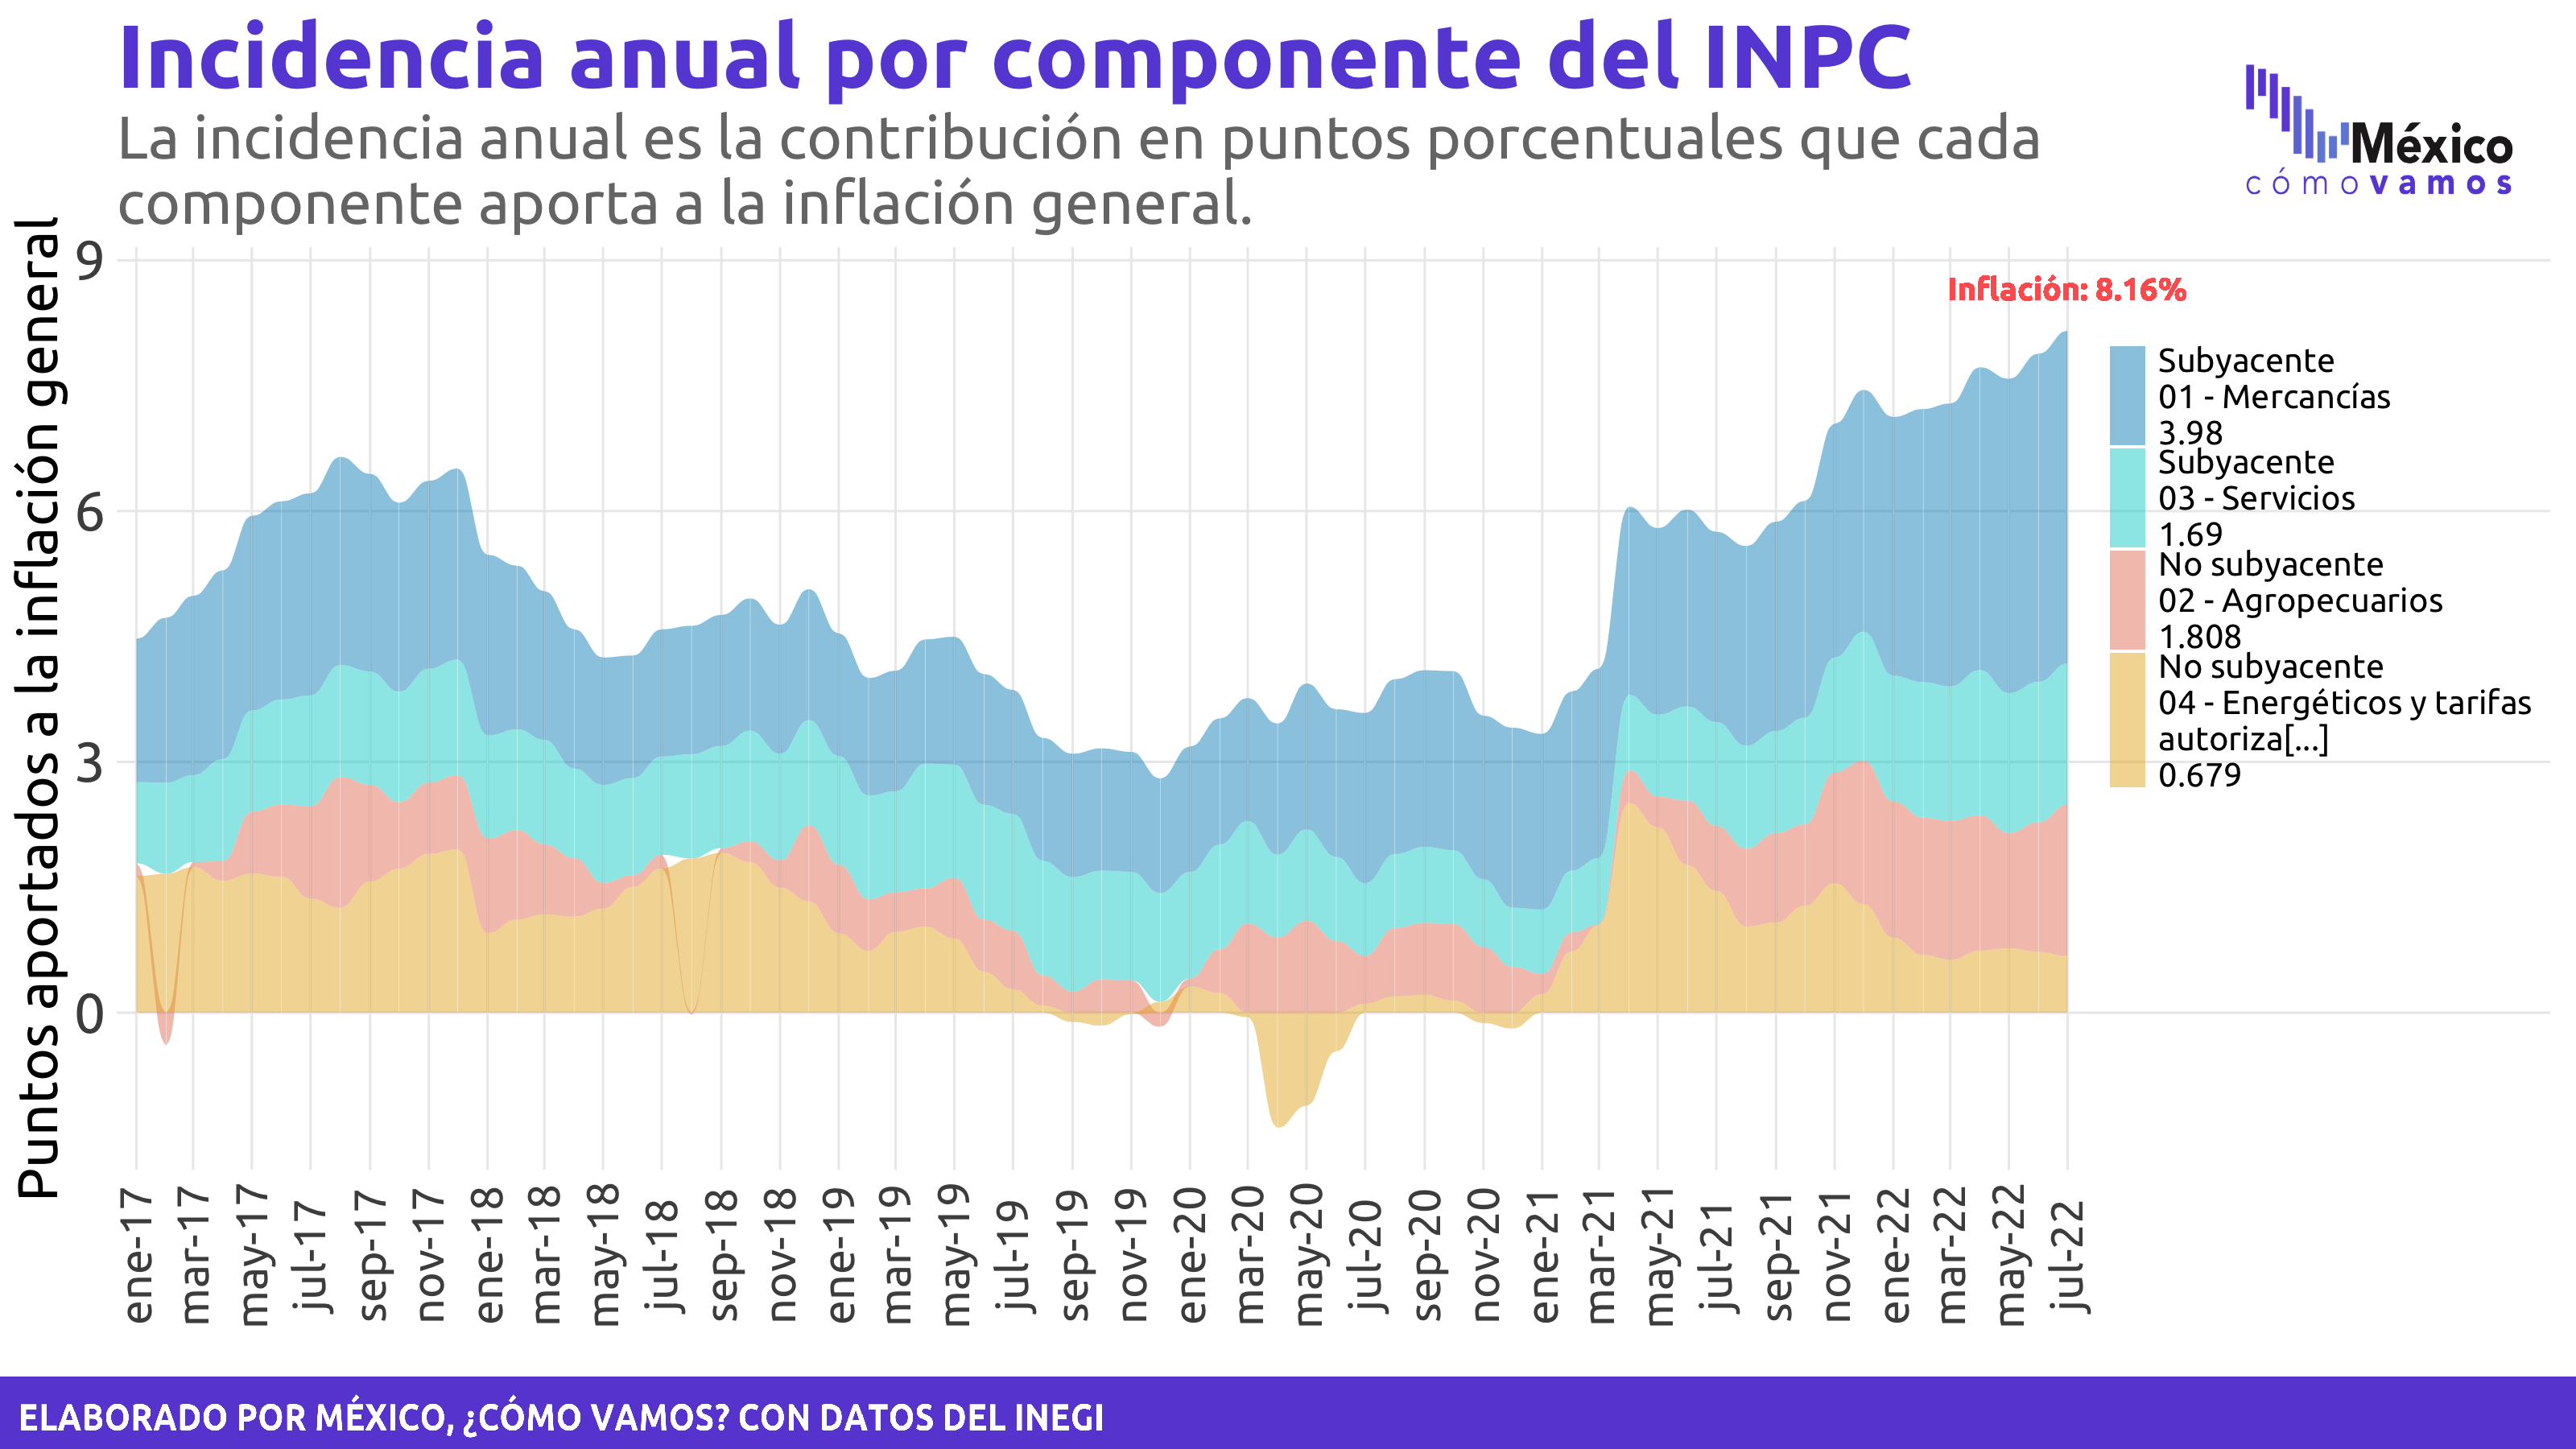 Incidencia anual por componente del INPC
La incidencia anual es la contribución en puntos porcentuales que cada
componente aporta a la inflación general.
México
cómovamos
Puntos aportados a la inflación general
9
6
3
0
Inflación: 8.16%
Subyacente
01 - Mercancías
3.98
Subyacente
03 - Servicios
1.69
No subyacente
02 - Agropecuarios
1.808
No subyacente
04 - Energéticos y tarifas
autoriza[...]
0.679
ene-17
mar-17
may-17
jul-17
sep-17
nov-17
ene-18
mar-18
may-18
jul-18
sep-18
nov-18
ene-19
mar-19
may-19
jul-19
sep-19
nov-19
ene-20
mar-20
may-20
jul-20
sep-20
nov-20
ene-21
mar-21
may-21
jul-21
sep-21
nov-21
ene-22
mar-22
may-22
jul-22
ELABORADO POR MÉXICO, ¿CÓMO VAMOS? CON DATOS DEL INEGI